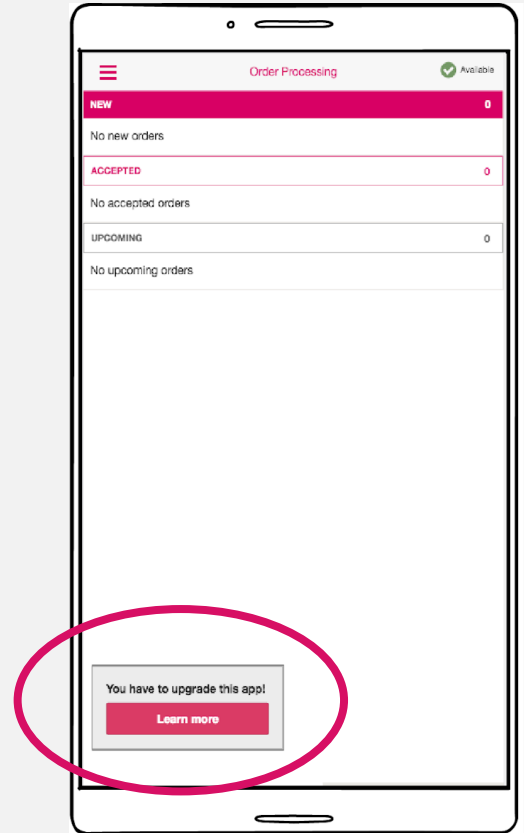 Order Processing
Available
NEW 0
No new orders
ACCEPTED 0
No accepted orders
UPCOMING 0
No upcoming orders
You have to upgrade this app!
Learn more